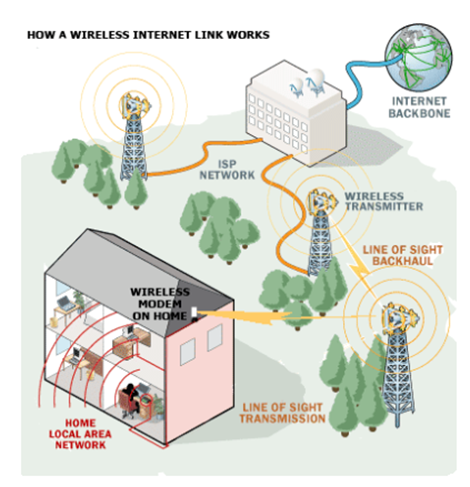 HOW A WIRELESS INTERNET LINK WORKS
INTERNET
BACKBONE
ISP
NETWORK
WIRELESS
TRANSMITTER
LINE OF SIGHT
BACKHAUL
WIRELESS
MODEM
ON HOME
HOME
LOCAL AREA
NETWORK
LINE OF SIGHT
TRANSMISSION